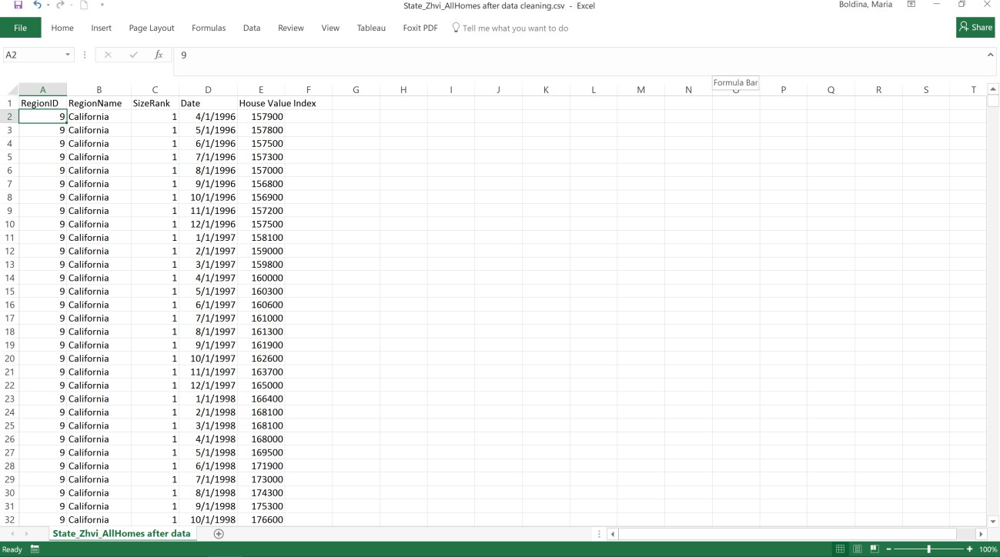 State_Zhvi_AllHomes after data cleaning.csv - Excel Boldina, Maria
File Home Insert Page Layout Formulas Data Review View Tableau Foxit PDF Tell me what you want to do Share
A2 fx 9
Formula Bar
A B C D E F G H I J K L M N O P Q R S T
1 RegionID RegionName SizeRank Date House Value Index
2 9 California 1 4/1/1996 157900
3 9 California 1 5/1/1996 157800
4 9 California 1 6/1/1996 157500
5 9 California 1 7/1/1996 157300
6 9 California 1 8/1/1996 157000
7 9 California 1 9/1/1996 156800
8 9 California 1 10/1/1996 156900
9 9 California 1 11/1/1996 157200
10 9 California 1 12/1/1996 157500
11 9 California 1 1/1/1997 158100
12 9 California 1 2/1/1997 159000
13 9 California 1 3/1/1997 159800
14 9 California 1 4/1/1997 160000
15 9 California 1 5/1/1997 160300
16 9 California 1 6/1/1997 160600
17 9 California 1 7/1/1997 161000
18 9 California 1 8/1/1997 161300
19 9 California 1 9/1/1997 161900
20 9 California 1 10/1/1997 162600
21 9 California 1 11/1/1997 163700
22 9 California 1 12/1/1997 165000
23 9 California 1 1/1/1998 166400
24 9 California 1 2/1/1998 168100
25 9 California 1 3/1/1998 168100
26 9 California 1 4/1/1998 168000
27 9 California 1 5/1/1998 169500
28 9 California 1 6/1/1998 171900
29 9 California 1 7/1/1998 173000
30 9 California 1 8/1/1998 174300
31 9 California 1 9/1/1998 175300
32 9 California 1 10/1/1998 176600
State_Zhvi_AllHomes after data
Ready 100%